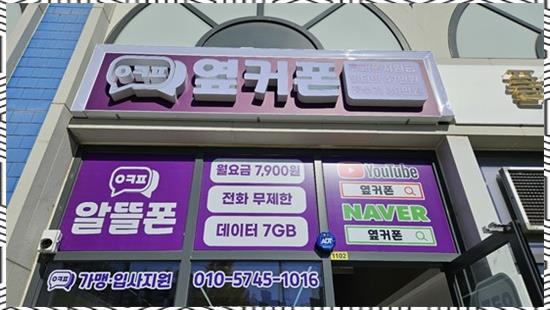 ㅇㅋㅍ 옆커폰
ㅇㅋㅍ
알뜰폰
월요금 7,900원
전화 무제한
데이터 7GB
YouTube
옆커폰
NAVER
옆커폰
ADT
1102
ㅇㅋㅍ 가맹·입사지원 010-5745-1016